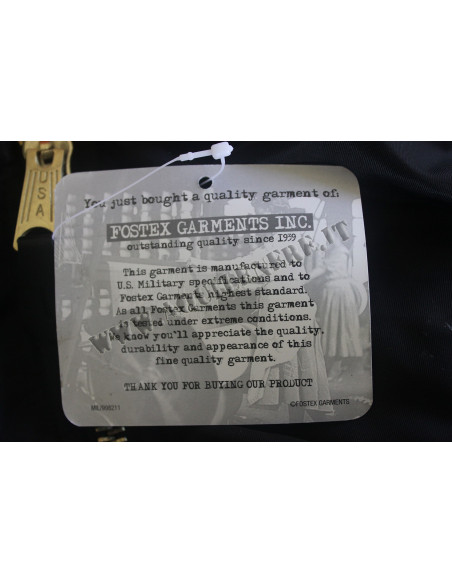 USA
You just bought a quality garment of:
FOSTEX GARMENTS INC.
outstanding quality since 1959
This garment is manufactured to
U.S. Military specifications and to
Fostex Garments highest standard.
As all Fostex Garments this garment
is tested under extreme conditions.
We know you'll appreciate the quality,
durability and appearance of this
fine quality garment.
THANK YOU FOR BUYING OUR PRODUCT
©FOSTEX GARMENTS